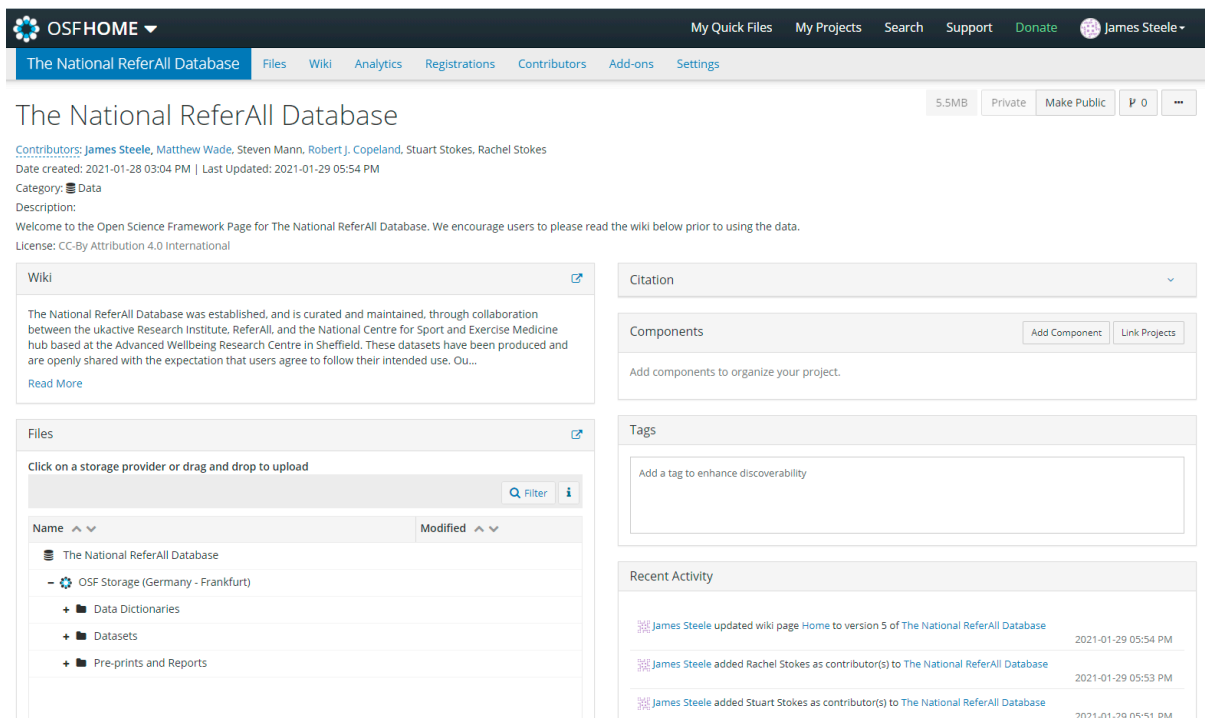 OSFHOME My Quick Files My Projects Search Support Donate James Steele
The National ReferAll Database Files Wiki Analytics Registrations Contributors Add-ons Settings
The National ReferAll Database
5.5MB Private Make Public 0 ...
Contributors: James Steele, Matthew Wade, Steven Mann, Robert J. Copeland, Stuart Stokes, Rachel Stokes
Date created: 2021-01-28 03:04 PM | Last Updated: 2021-01-29 05:54 PM
Category: Data
Description:
Welcome to the Open Science Framework Page for The National ReferAll Database. We encourage users to please read the wiki below prior to using the data.
License: CC-By Attribution 4.0 International
Wiki
The National ReferAll Database was established, and is curated and maintained, through collaboration
between the ukactive Research Institute, ReferAll, and the National Centre for Sport and Exercise Medicine
hub based at the Advanced Wellbeing Research Centre in Sheffield. These datasets have been produced and
are openly shared with the expectation that users agree to follow their intended use. Ou...
Read More
Files
Click on a storage provider or drag and drop to upload
Filter i
Name Modified
The National ReferAll Database
− OSF Storage (Germany - Frankfurt)
+ Data Dictionaries
+ Datasets
+ Pre-prints and Reports
Citation
Components Add Component Link Projects
Add components to organize your project.
Tags
Add a tag to enhance discoverability
Recent Activity
James Steele updated wiki page Home to version 5 of The National ReferAll Database
2021-01-29 05:54 PM
James Steele added Rachel Stokes as contributor(s) to The National ReferAll Database
2021-01-29 05:53 PM
James Steele added Stuart Stokes as contributor(s) to The National ReferAll Database
2021-01-29 05:51 PM